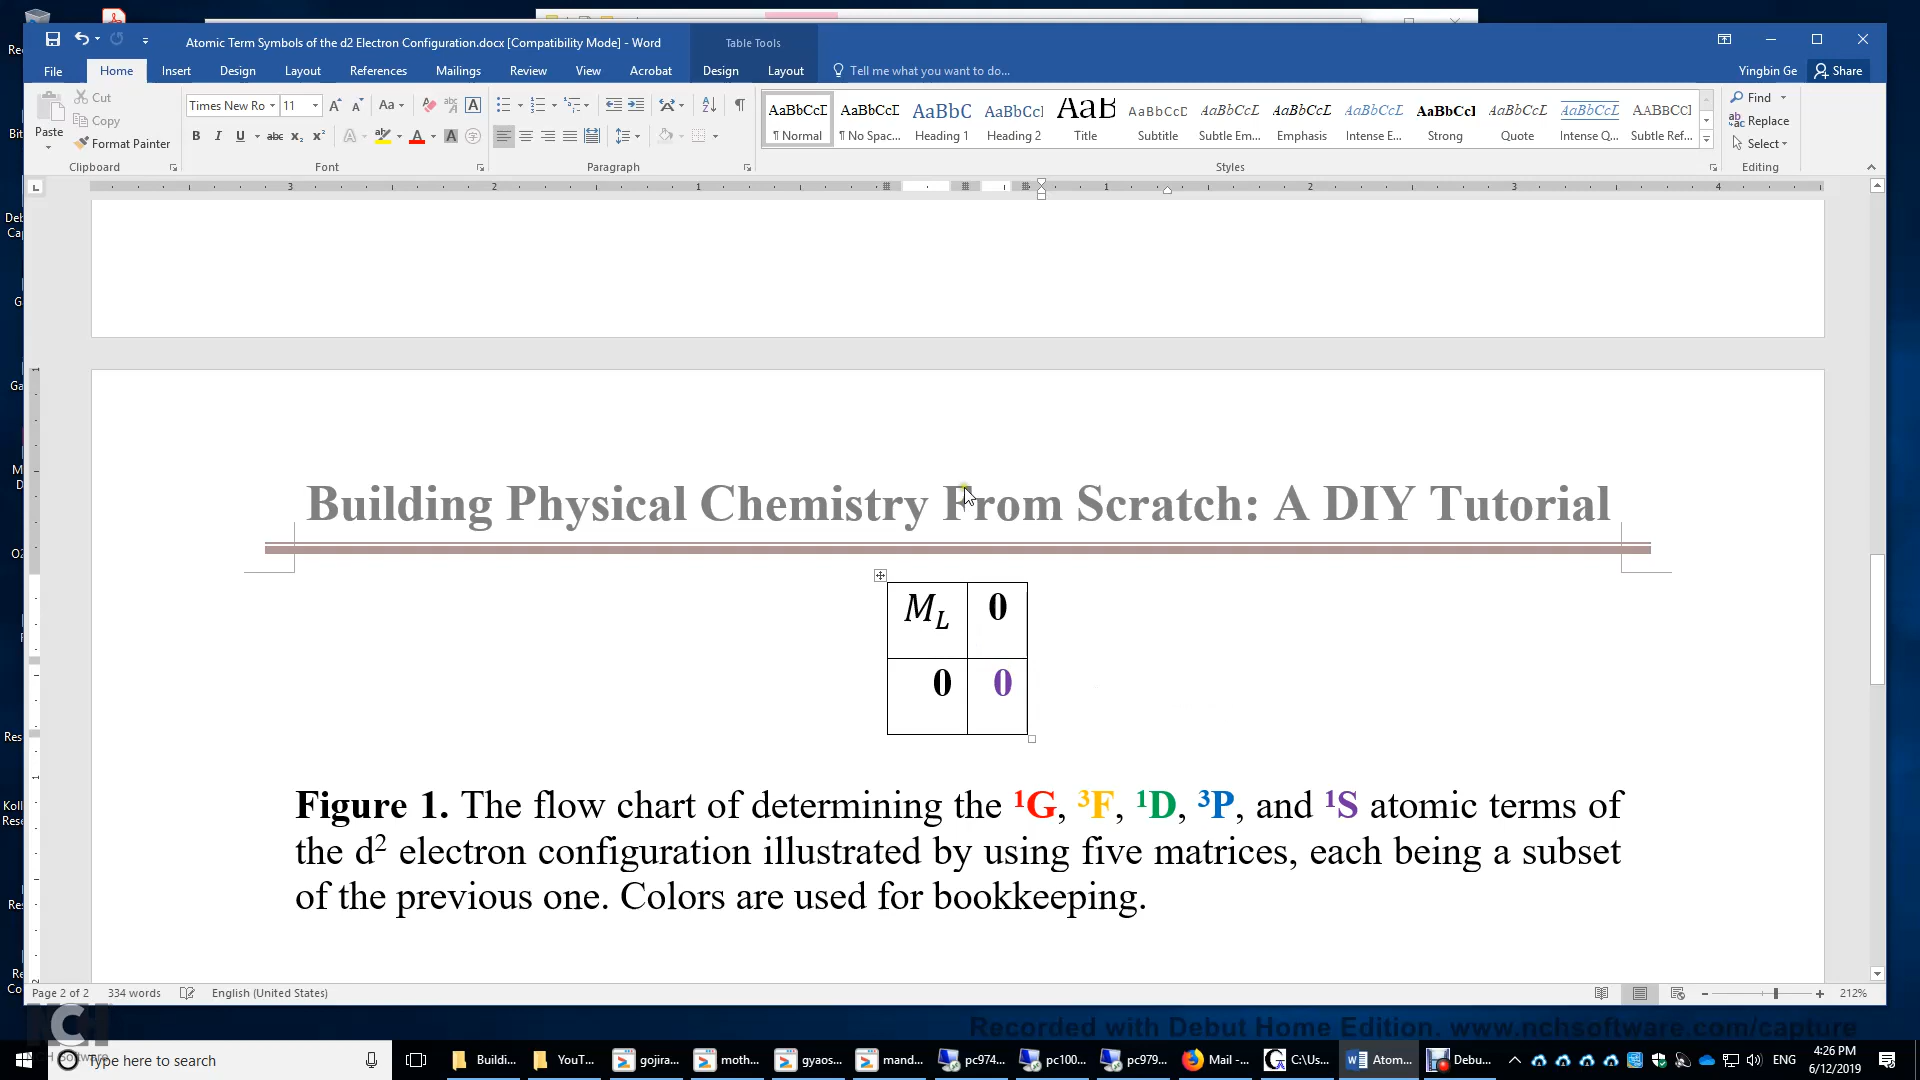 Atomic Term Symbols of the d2 Electron Configuration.docx [Compatibility Mode] - Word
Table Tools
File
Home
Insert
Design
Layout
References
Mailings
Review
View
Acrobat
Design
Layout
Tell me what you want to do...
Yingbin Ge
Share
Paste
Cut
Copy
Format Painter
Clipboard
Times New Ro
11
Font
Paragraph
AaBbCcD
¶ Normal
AaBbCcD
¶ No Spac...
AaBbC
Heading 1
AaBbCcI
Heading 2
AaB
Title
AaBbCcD
Subtitle
AaBbCcL
Subtle Em...
AaBbCcL
Emphasis
AaBbCcL
Intense E...
AaBbCcI
Strong
AaBbCcL
Quote
AaBbCcL
Intense Q...
AABBCCI
Subtle Ref...
Styles
Find
Replace
Select
Editing
Building Physical Chemistry From Scratch: A DIY Tutorial
M_L 0
0 0
Figure 1. The flow chart of determining the ¹G, ³F, ¹D, ³P, and ¹S atomic terms of
the d² electron configuration illustrated by using five matrices, each being a subset
of the previous one. Colors are used for bookkeeping.
Page 2 of 2
334 words
English (United States)
212%
Recorded with Debut Home Edition. www.nchsoftware.com/capture
NCH Software
Type here to search
Buildi...
YouT...
gojira...
moth...
gyaos...
mand...
pc974...
pc100...
pc979...
Mail -...
C:\Us...
Atom...
Debu...
ENG
4:26 PM
6/12/2019